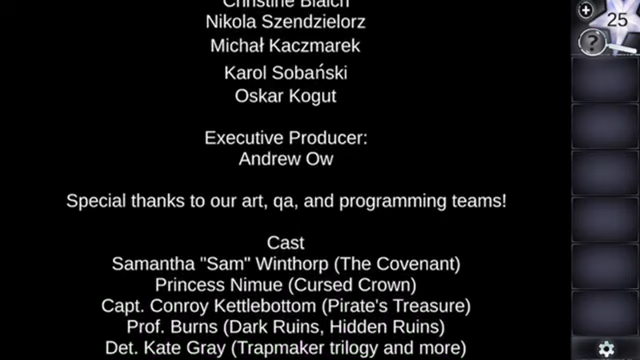 Christine Blaich
Nikola Szendzielorz
Michał Kaczmarek
Karol Sobański
Oskar Kogut
Executive Producer:
Andrew Ow
Special thanks to our art, qa, and programming teams!
Cast
Samantha "Sam" Winthorp (The Covenant)
Princess Nimue (Cursed Crown)
Capt. Conroy Kettlebottom (Pirate's Treasure)
Prof. Burns (Dark Ruins, Hidden Ruins)
Det. Kate Gray (Trapmaker trilogy and more)
25
?